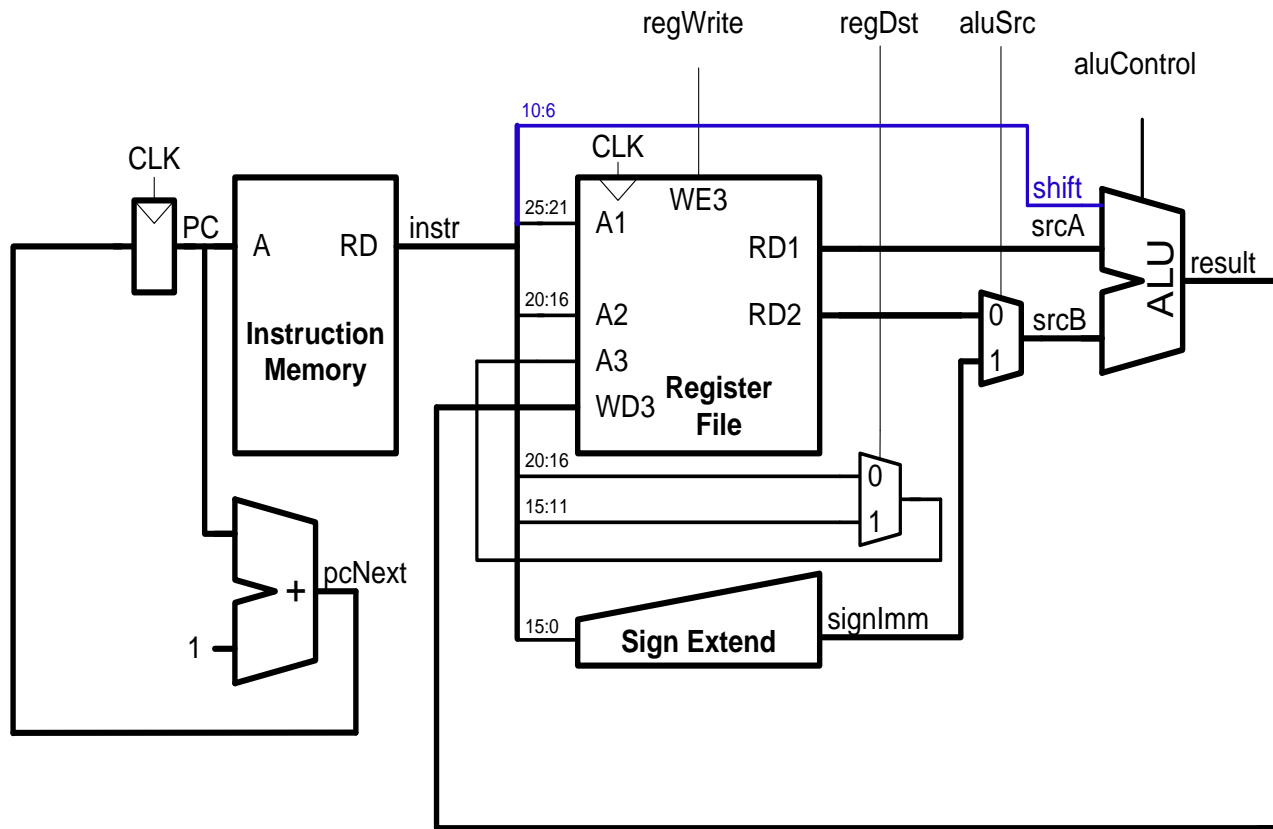 regWrite
regDst
aluSrc
aluControl
10:6
CLK
CLK
25:21
A1
WE3
shift
srcA
PC
A
RD
instr
RD1
ALU
result
20:16
A2
RD2
0
srcB
Instruction
Memory
A3
1
WD3
Register
File
20:16
0
15:11
1
+
pcNext
1
15:0
Sign Extend
signImm